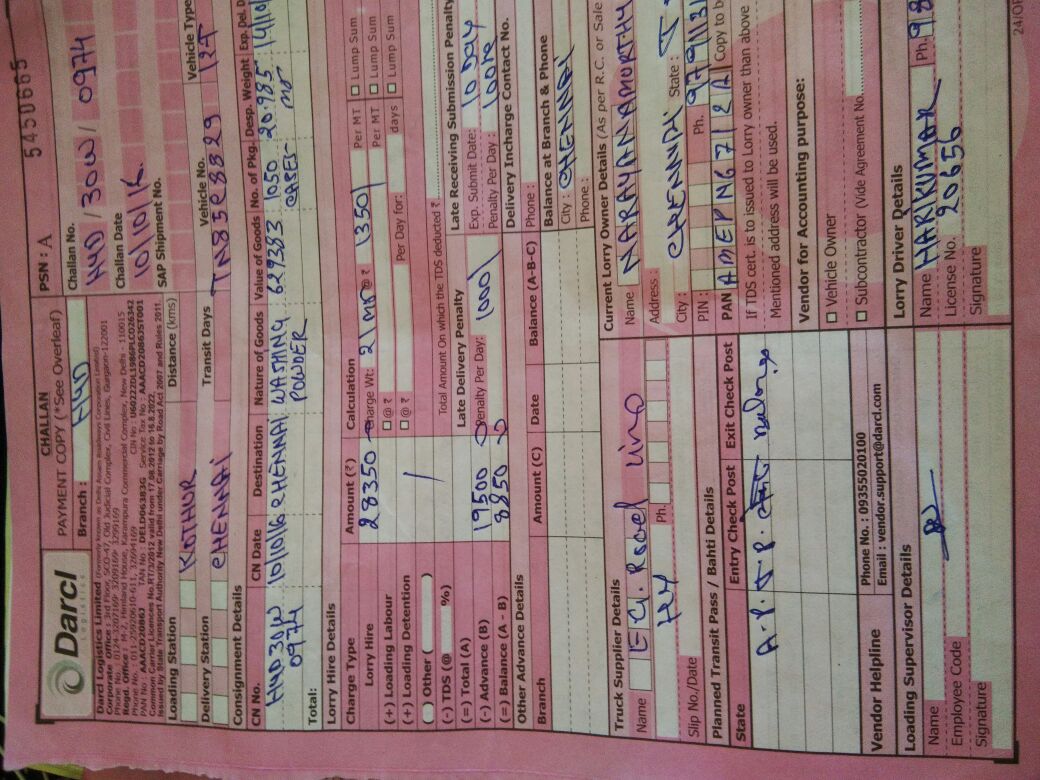 5450665
Darcl
Logistics
CHALLAN
PAYMENT COPY (*See Overleaf)
Branch : HYD
PSN : A
Challan No.
HYD / 30W / 0974
Challan Date
10/10/16.
SAP Shipment No.
Darcl Logistics Limited (Formerly known as Delhi Assam Roadways Corporation Limited)
Corporate Office : 3rd Floor, SCO-47, Old Judicial Complex, Civil Lines, Gurgaon-122001
Phone No. : 0124-3207169 3209169 3299169
Regd. Office : M-2, Himland House, Karampura Commercial Complex, New Delhi - 110015
Phone No. : 011-25920610-611, 32694169 CIN No : U60222DL1986PLC026342
PAN No : AAACD2086J TAN No : DELD06383G Service Tax No : AAACD2086JST001
Common Carrier Licences No.RT/3/2012 valid from 17.08.2012 to 16.8.2022.
Issued by State Transport Authority New Delhi under Carriage by Road Act 2007 and Rules 2011.
Loading Station KOTHUR Distance (kms)
Delivery Station CHENNAI Transit Days
Vehicle No. Vehicle Type
TN85E8829 12T
Consignment Details
CN No. CN Date Destination Nature of Goods Value of Goods No. of Pkg. Desp. Weight Exp. Del. D
HYD 30W 10/10/16 CHENNAI WASHING 629383 1050 20.985 14/10
0974 POWDER CASES
Total:
Lorry Hire Details
Charge Type Amount (₹) Calculation
Lorry Hire 28350 Charge Wt: 21 @ ₹ 1350/ Per MT Lump Sum
(+) Loading Labour @ ₹ Per MT Lump Sum
(+) Loading Detention @ ₹ Per Day for: days Lump Sum
( ) Other ( )
(-) TDS (@ %) Total Amount On which the TDS deducted ₹
(=) Total (A) Late Delivery Penalty Late Receiving Submission Penalty
(-) Advance (B) 19500 Penalty Per Day: 1000/ Exp. Submit Date: 10 Day
(=) Balance (A - B) 8850 Penalty Per Day :
Other Advance Details Delivery Incharge Contact No.
Branch Amount (C) Date Balance (A-B-C) Phone :
Balance at Branch & Phone
City : CHENNAI
Phone :
Truck Supplier Details
Name E.G. Road Line
HY Ph.
Slip No./Date
Current Lorry Owner Details (As per R.C. or Sale
Name NARAYANAMORTHY
Address :
City : CHENNAI State : T.
PIN : Ph. 9791131
PAN AMEPN6712A Copy to b
If TDS cert. is to issued to Lorry owner than above
Mentioned address will be used.
Planned Transit Pass / Bahti Details
State Entry Check Post Exit Check Post
A.P. T.P.
Vendor for Accounting purpose:
Vehicle Owner
Subcontractor (Vide Agreement No.
Vendor Helpline
Phone No. : 09355020100
Email : vendor.support@darcl.com
Loading Supervisor Details
Name
Employee Code
Signature
Lorry Driver Details
Name HARIKUMAR Ph. 98
License No. 20656
Signature